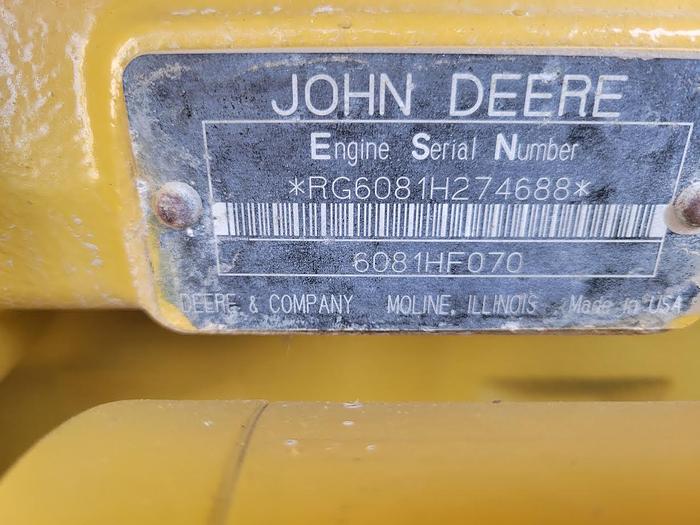 JOHN DEERE
Engine Serial Number
*RG6081H274688*
6081HF070
DEERE & COMPANY MOLINE, ILLINOIS Made in USA